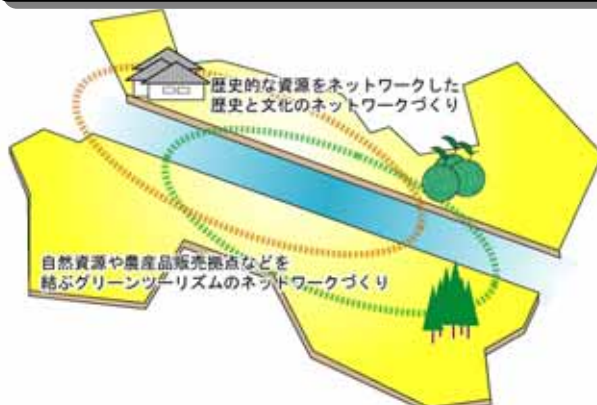 歴史的な資源をネットワークした
歴史と文化のネットワークづくり
自然資源や農産品販売拠点などを
結ぶグリーンツーリズムのネットワークづくり